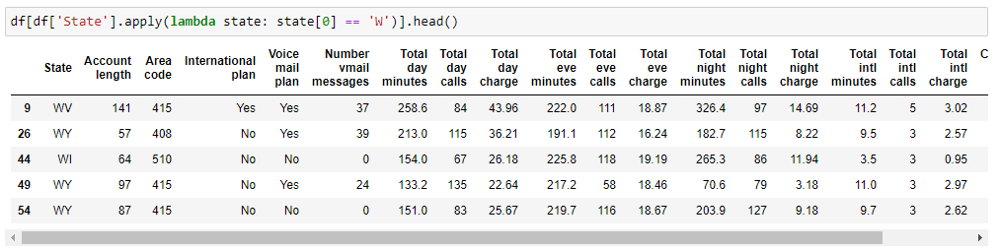 df[df['State'].apply(lambda state: state[0] == 'W')].head()
State Account length Area code International plan Voice mail plan Number vmail messages Total day minutes Total day calls Total day charge Total eve minutes Total eve calls Total eve charge Total night minutes Total night calls Total night charge Total intl minutes Total intl calls Total intl charge C
9 WV 141 415 Yes Yes 37 258.6 84 43.96 222.0 111 18.87 326.4 97 14.69 11.2 5 3.02
26 WY 57 408 No Yes 39 213.0 115 36.21 191.1 112 16.24 182.7 115 8.22 9.5 3 2.57
44 WI 64 510 No No 0 154.0 67 26.18 225.8 118 19.19 265.3 86 11.94 3.5 3 0.95
49 WY 97 415 No Yes 24 133.2 135 22.64 217.2 58 18.46 70.6 79 3.18 11.0 3 2.97
54 WY 87 415 No No 0 151.0 83 25.67 219.7 116 18.67 203.9 127 9.18 9.7 3 2.62